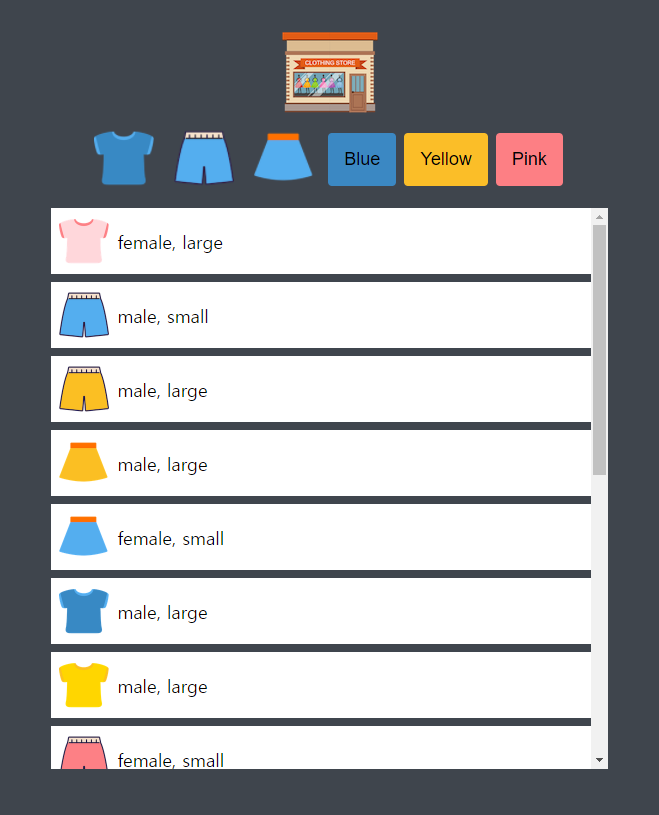 CLOTHING STORE
Blue Yellow Pink
female, large
male, small
male, large
male, large
female, small
male, large
male, large
female, small